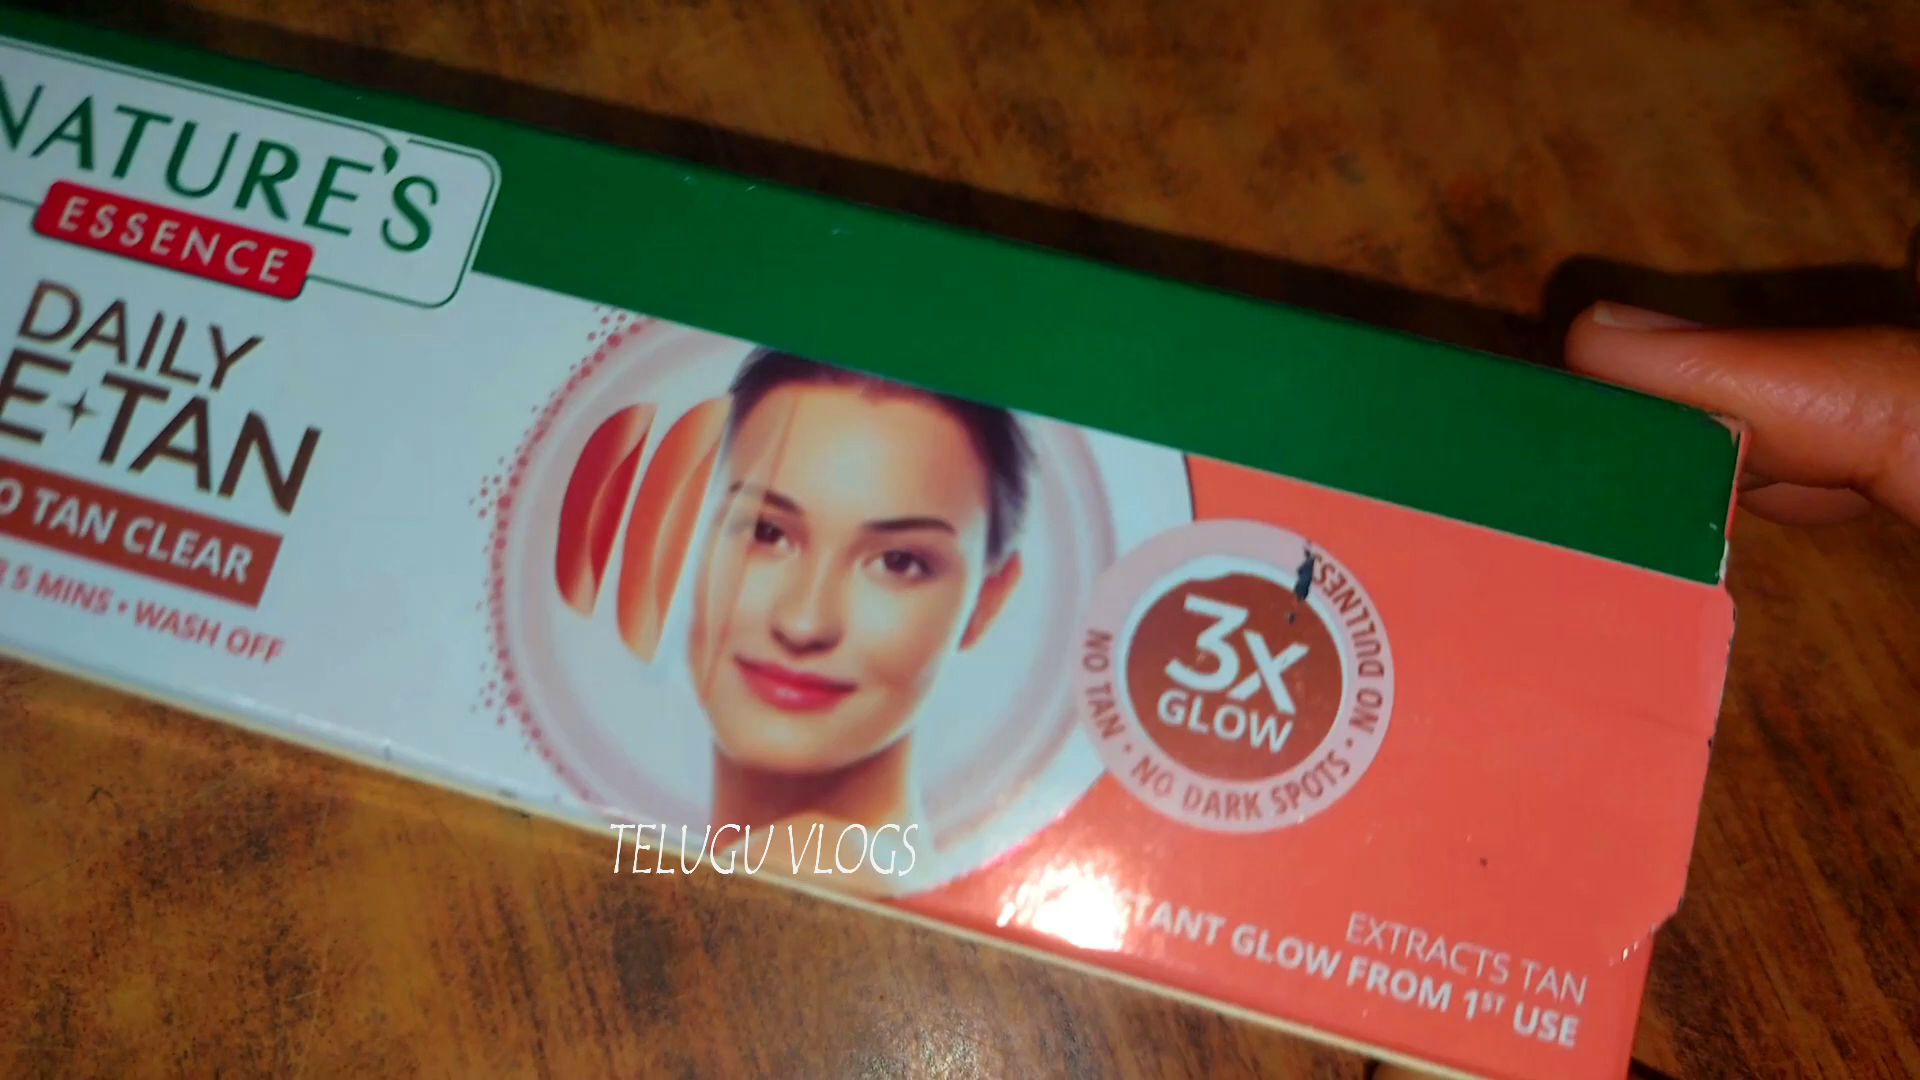 NATURE'S
ESSENCE
DAILY
E TAN
TAN CLEAR
5 MINS • WASH OFF
3X
GLOW
NO TAN • NO DARK SPOTS • NO DULLNESS
EXTRACTS TAN
GLOW FROM 1ST USE
TELUGU VLOGS